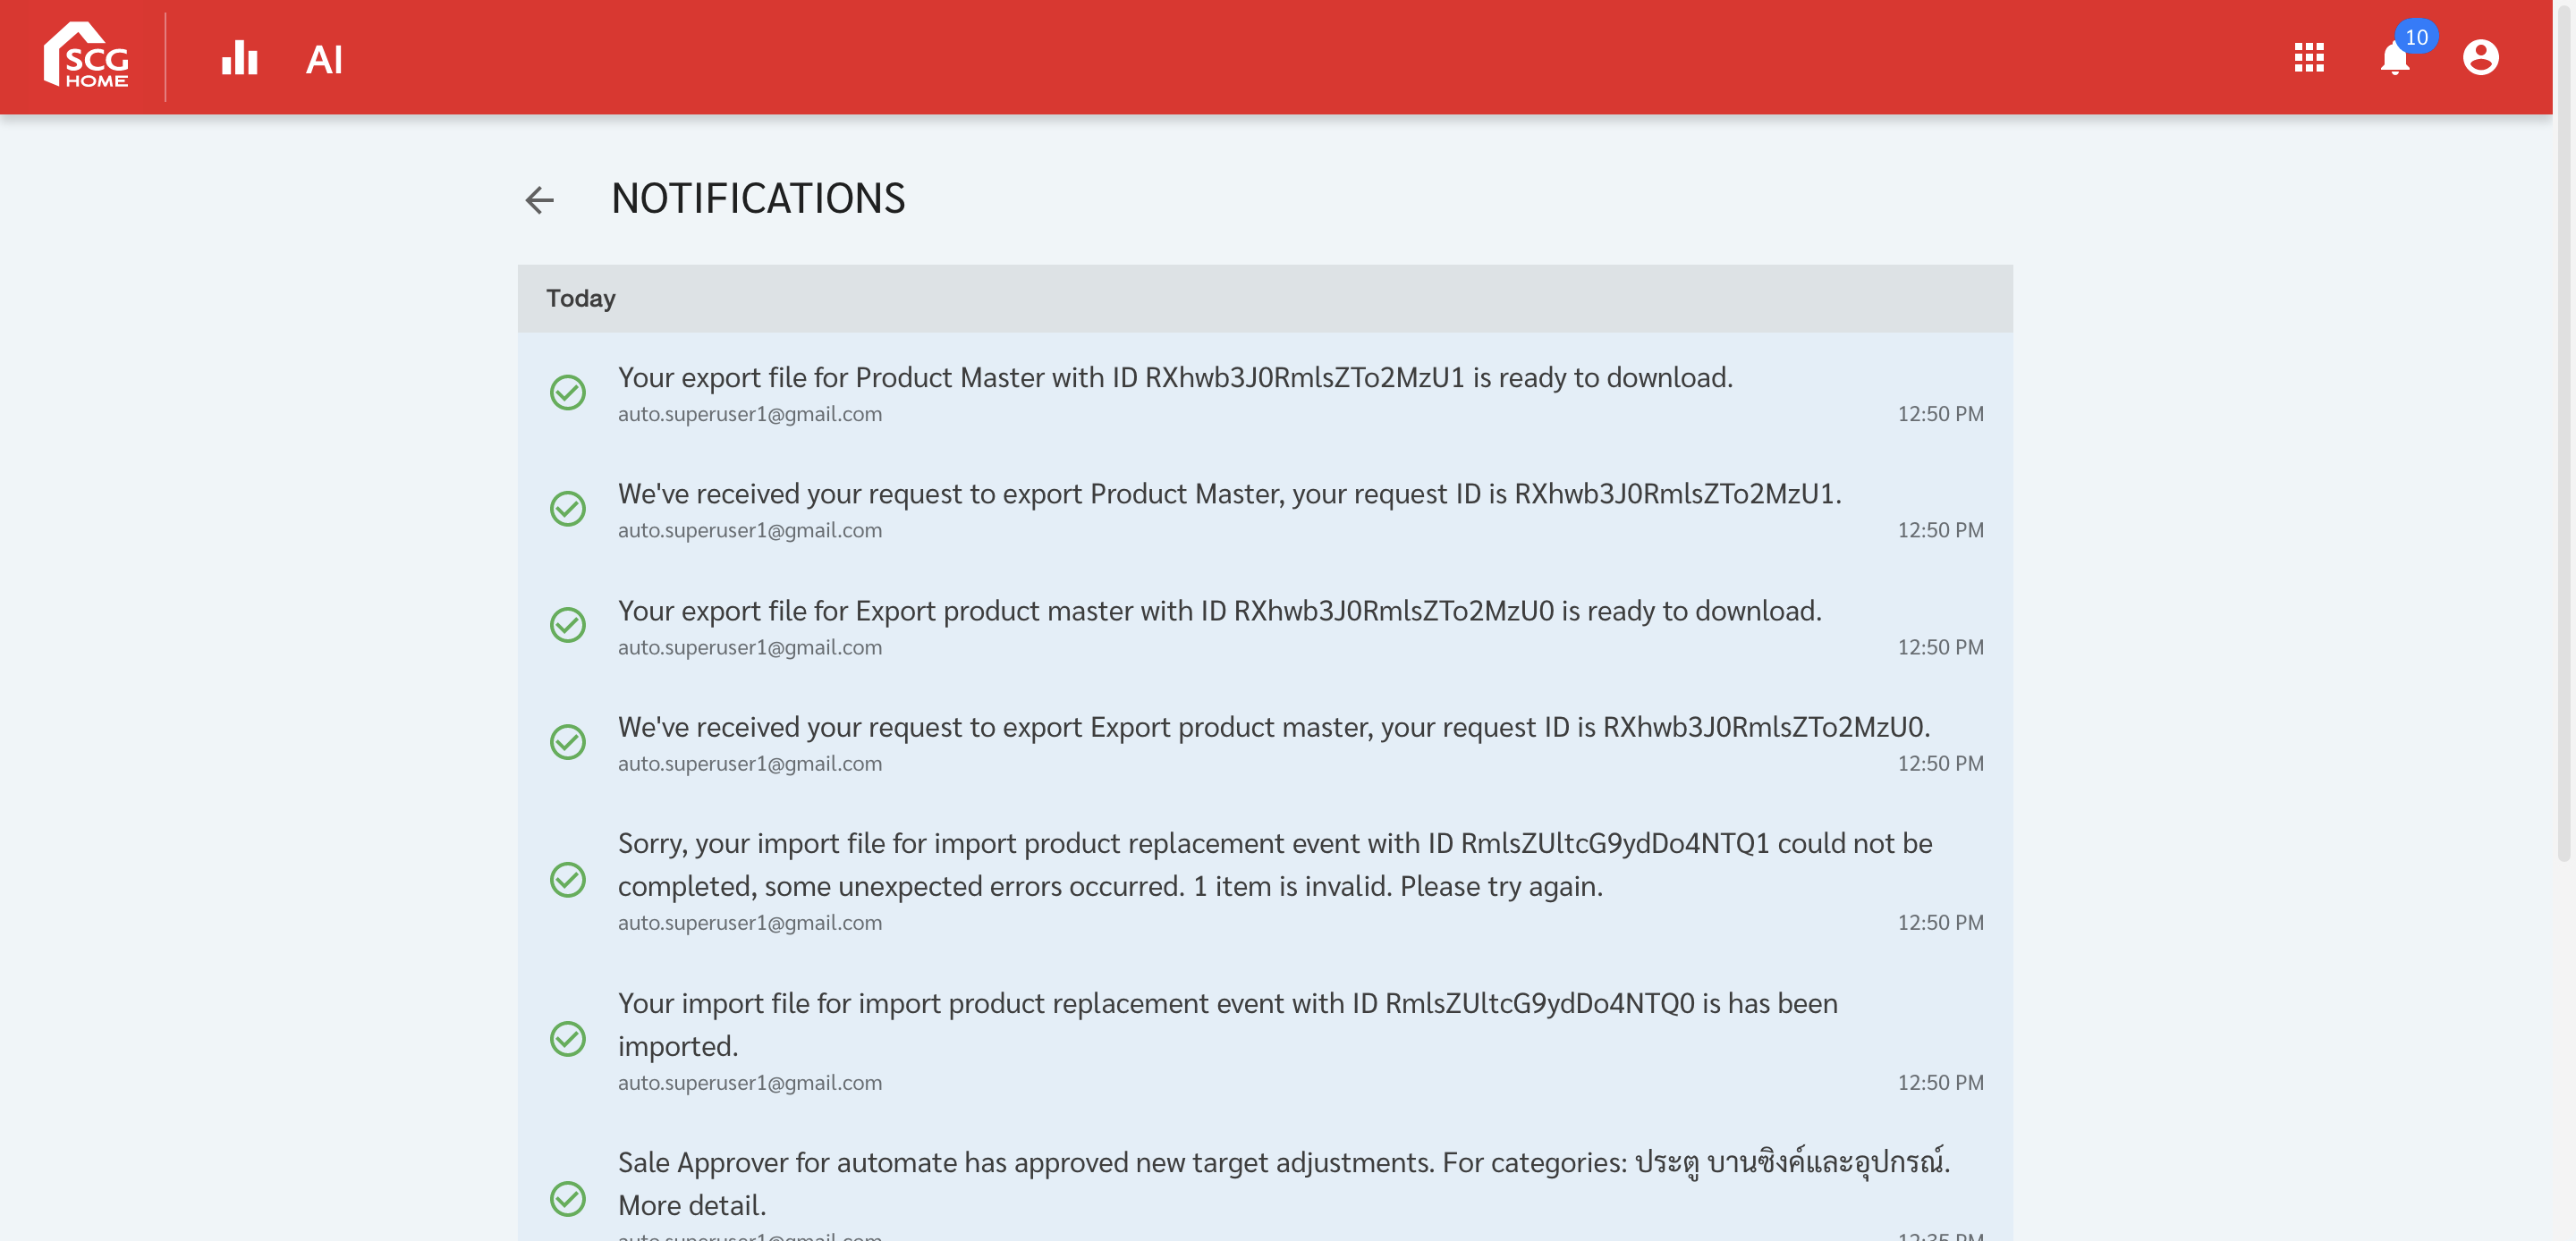 SCG
HOME
AI
10
NOTIFICATIONS
Today
Your export file for Product Master with ID RXhwb3J0RmlsZTo2MzU1 is ready to download.
auto.superuser1@gmail.com
12:50 PM
We've received your request to export Product Master, your request ID is RXhwb3J0RmlsZTo2MzU1.
auto.superuser1@gmail.com
12:50 PM
Your export file for Export product master with ID RXhwb3J0RmlsZTo2MzU0 is ready to download.
auto.superuser1@gmail.com
12:50 PM
We've received your request to export Export product master, your request ID is RXhwb3J0RmlsZTo2MzU0.
auto.superuser1@gmail.com
12:50 PM
Sorry, your import file for import product replacement event with ID RmlsZUltcG9ydDo4NTQ1 could not be
completed, some unexpected errors occurred. 1 item is invalid. Please try again.
auto.superuser1@gmail.com
12:50 PM
Your import file for import product replacement event with ID RmlsZUltcG9ydDo4NTQ0 is has been
imported.
auto.superuser1@gmail.com
12:50 PM
Sale Approver for automate has approved new target adjustments. For categories: ประตู บานซิงค์และอุปกรณ์.
More detail.
auto.superuser1@gmail.com
12:35 PM